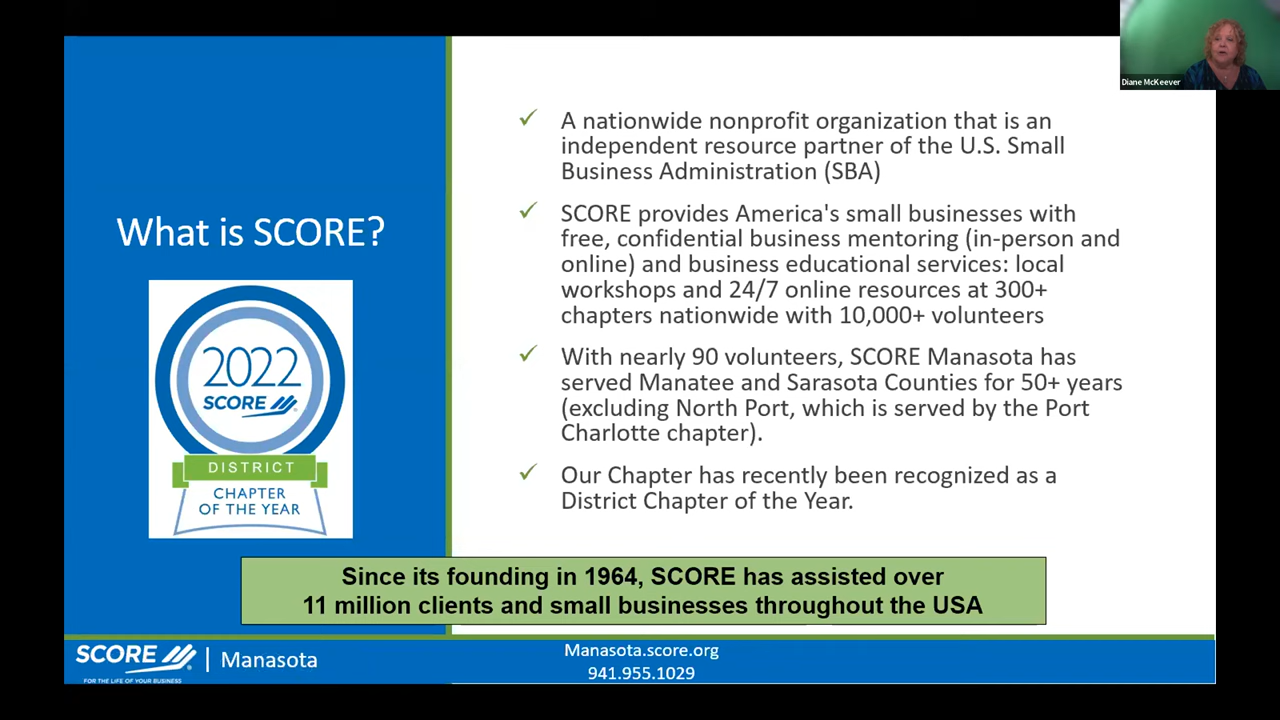 Diane McKeever
What is SCORE?
2022
SCORE
DISTRICT
CHAPTER
OF THE YEAR
✓ A nationwide nonprofit organization that is an
independent resource partner of the U.S. Small
Business Administration (SBA)
✓ SCORE provides America's small businesses with
free, confidential business mentoring (in-person and
online) and business educational services: local
workshops and 24/7 online resources at 300+
chapters nationwide with 10,000+ volunteers
✓ With nearly 90 volunteers, SCORE Manasota has
served Manatee and Sarasota Counties for 50+ years
(excluding North Port, which is served by the Port
Charlotte chapter).
✓ Our Chapter has recently been recognized as a
District Chapter of the Year.
Since its founding in 1964, SCORE has assisted over
11 million clients and small businesses throughout the USA
SCORE | Manasota
FOR THE LIFE OF YOUR BUSINESS
Manasota.score.org
941.955.1029